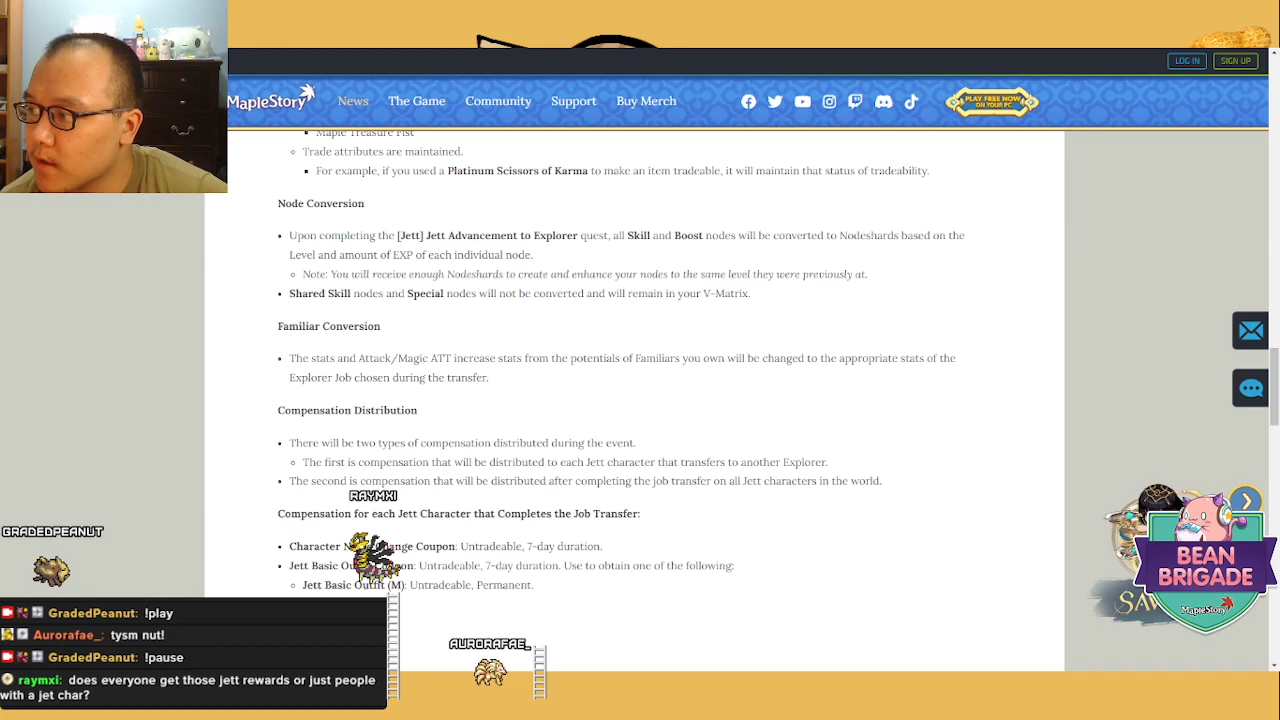 LOG IN
SIGN UP
MapleStory
News
The Game
Community
Support
Buy Merch
PLAY FREE NOW
ON YOUR PC
Maple Treasure Fist
Trade attributes are maintained.
For example, if you used a Platinum Scissors of Karma to make an item tradeable, it will maintain that status of tradeability.
Node Conversion
Upon completing the [Jett] Jett Advancement to Explorer quest, all Skill and Boost nodes will be converted to Nodeshards based on the
Level and amount of EXP of each individual node.
Note: You will receive enough Nodeshards to create and enhance your nodes to the same level they were previously at.
Shared Skill nodes and Special nodes will not be converted and will remain in your V-Matrix.
Familiar Conversion
The stats and Attack/Magic ATT increase stats from the potentials of Familiars you own will be changed to the appropriate stats of the
Explorer Job chosen during the transfer.
Compensation Distribution
There will be two types of compensation distributed during the event.
The first is compensation that will be distributed to each Jett character that transfers to another Explorer.
The second is compensation that will be distributed after completing the job transfer on all Jett characters in the world.
RAYMXI
Compensation for each Jett Character that Completes the Job Transfer:
GRADEDPEANUT
Character N ange Coupon: Untradeable, 7-day duration.
Jett Basic Ou pon: Untradeable, 7-day duration. Use to obtain one of the following:
Jett Basic Outfit (M): Untradeable, Permanent.
BEAN
BRIGADE
MapleStory
SAV
GradedPeanut: !play
Aurorafae_: tysm nut!
GradedPeanut: !pause
raymxi: does everyone get those jett rewards or just people
with a jet char?
AURORAFAE_